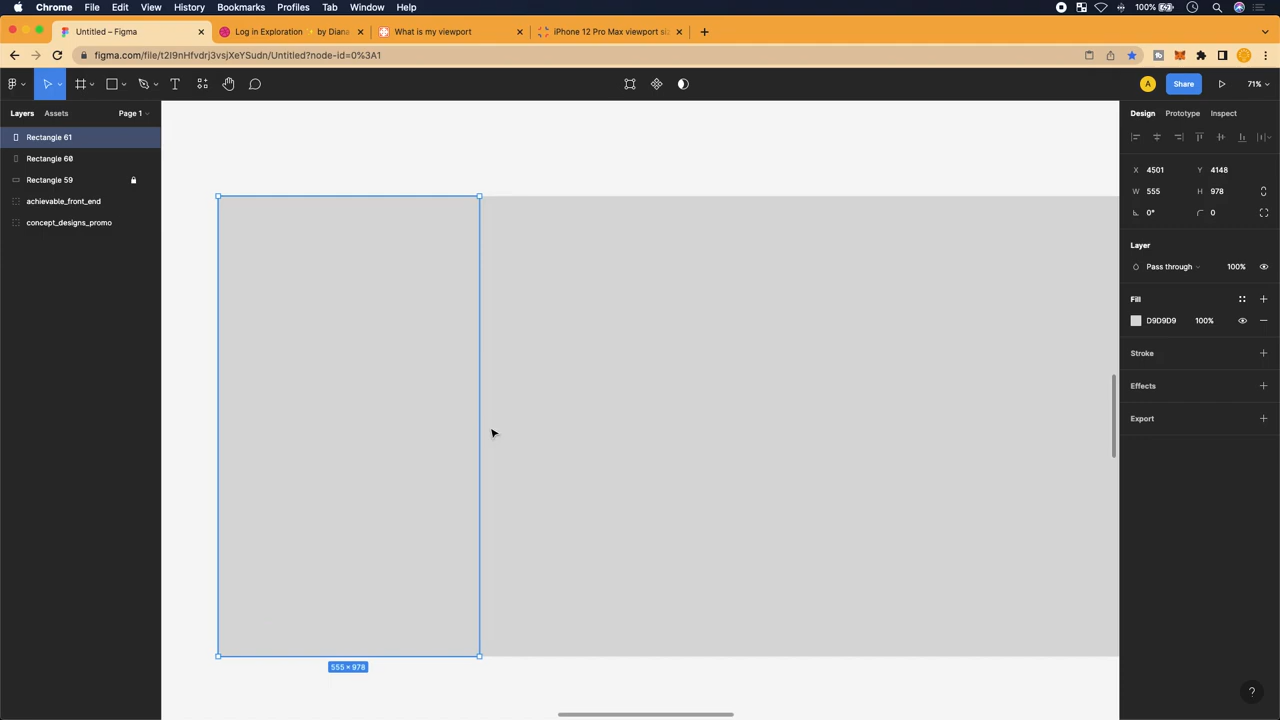 Chrome File Edit View History Bookmarks Profiles Tab Window Help 100%
Untitled – Figma
Log in Exploration by Diana
What is my viewport
iPhone 12 Pro Max viewport si
figma.com/file/t2I9nHfvdrj3vsjXeYSudn/Untitled?node-id=0%3A1
A Share 71%
Layers Assets Page 1
Design Prototype Inspect
Rectangle 61
Rectangle 60
Rectangle 59
achievable_front_end
concept_designs_promo
X 4501 Y 4148
W 555 H 978
0° 0
Layer
Pass through 100%
Fill
D9D9D9 100%
Stroke
Effects
Export
555 × 978
?